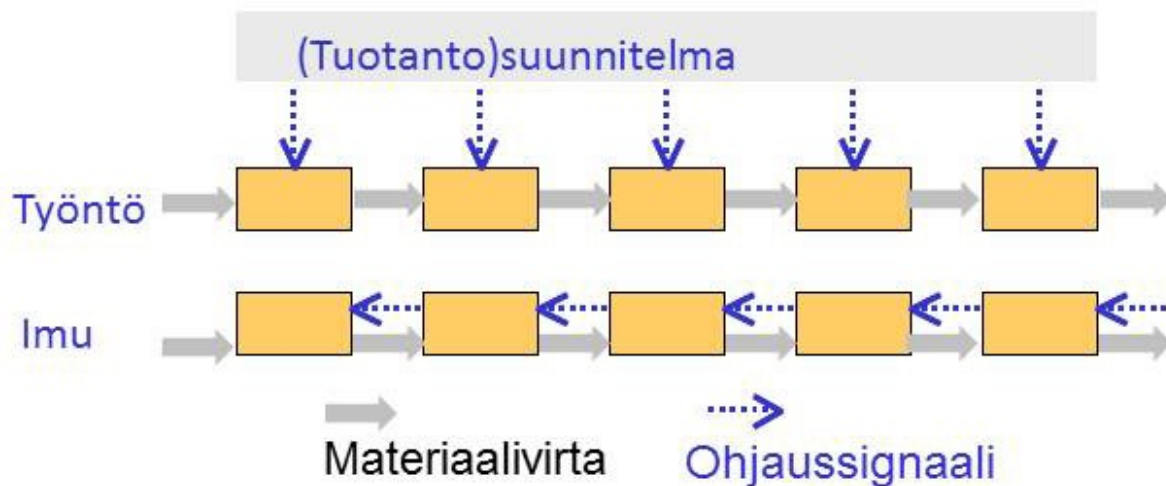 (Tuotanto)suunnitelma
Työntö
Imu
Materiaalivirta
Ohjaussignaali